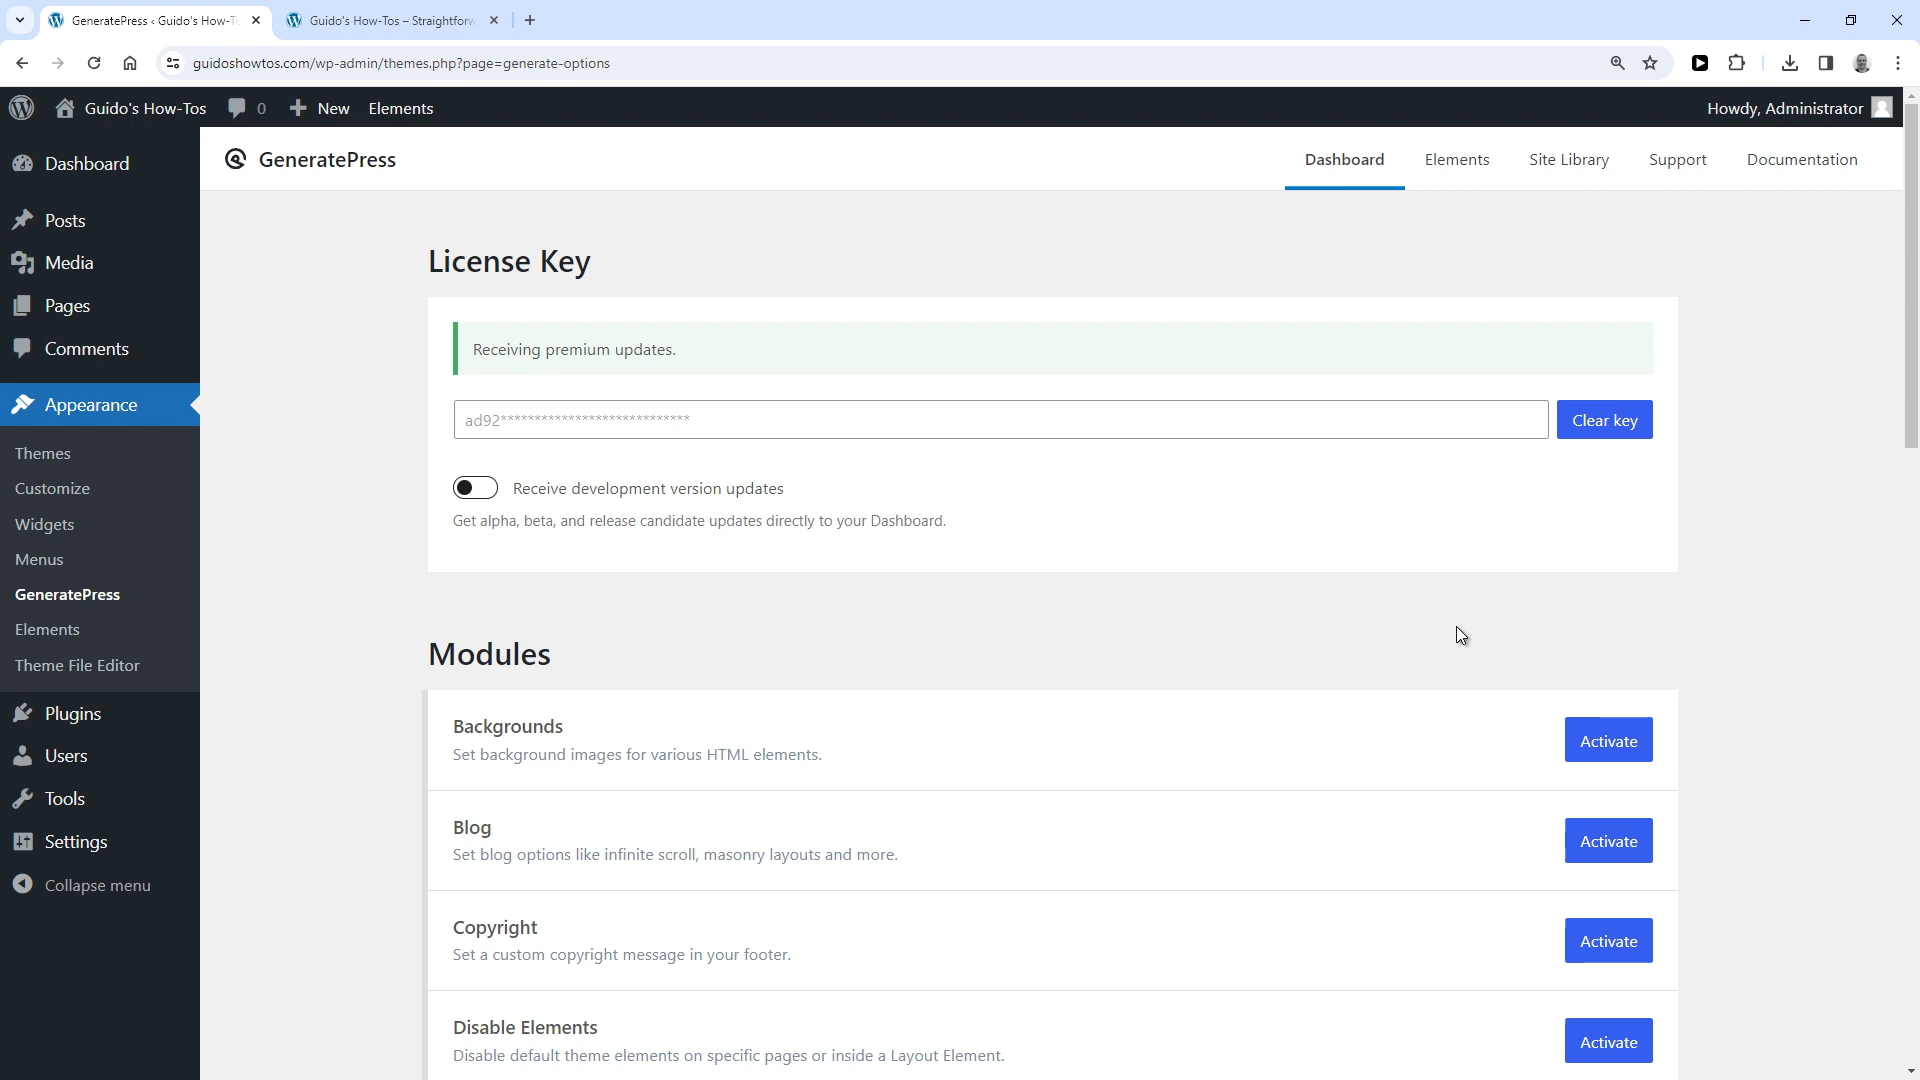 GeneratePress ‹ Guido's How-To
Guido's How-Tos – Straightforw
guidoshowtos.com/wp-admin/themes.php?page=generate-options
Guido's How-Tos
0
New
Elements
Howdy, Administrator
Dashboard
Posts
Media
Pages
Comments
Appearance
Themes
Customize
Widgets
Menus
GeneratePress
Elements
Theme File Editor
Plugins
Users
Tools
Settings
Collapse menu
GeneratePress
Dashboard
Elements
Site Library
Support
Documentation
License Key
Receiving premium updates.
ad92****************************
Clear key
Receive development version updates
Get alpha, beta, and release candidate updates directly to your Dashboard.
Modules
Backgrounds
Set background images for various HTML elements.
Activate
Blog
Set blog options like infinite scroll, masonry layouts and more.
Activate
Copyright
Set a custom copyright message in your footer.
Activate
Disable Elements
Disable default theme elements on specific pages or inside a Layout Element.
Activate